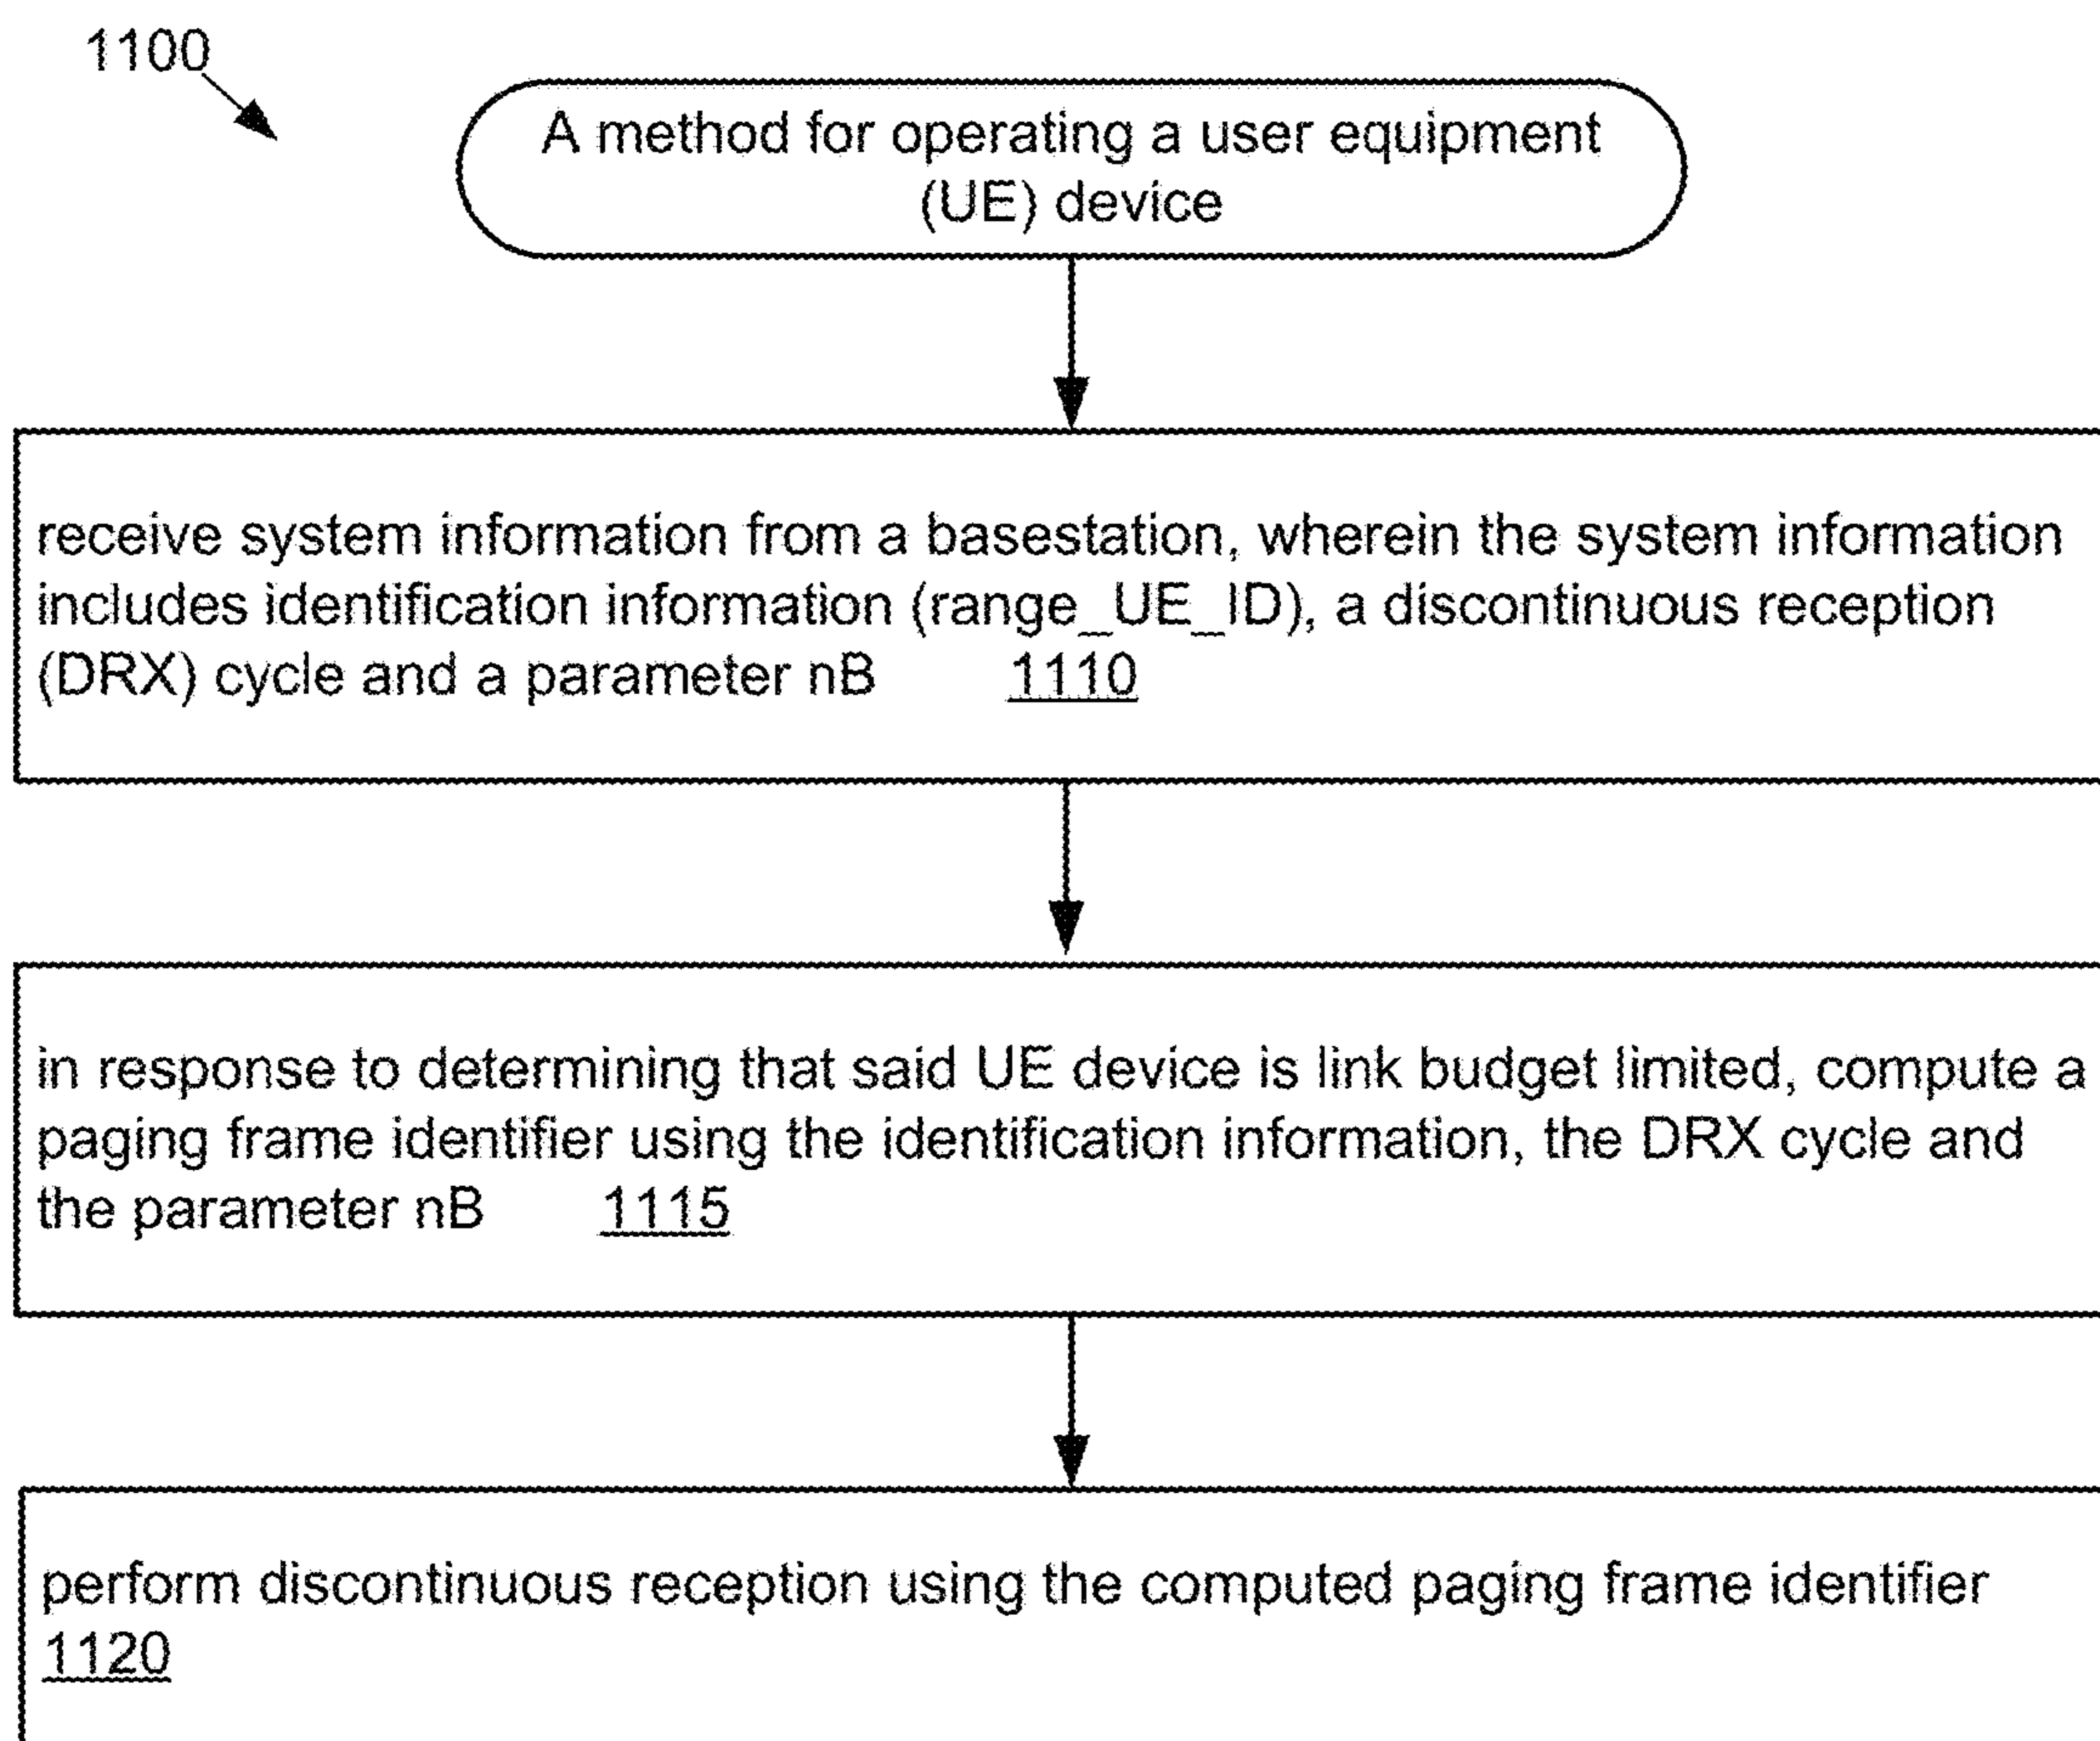 1100
A method for operating a user equipment
(UE) device
receive system information from a basestation, wherein the system information
includes identification information (range_UE_ID), a discontinuous reception
(DRX) cycle and a parameter nB 1110
in response to determining that said UE device is link budget limited, compute a
paging frame identifier using the identification information, the DRX cycle and
the parameter nB 1115
perform discontinuous reception using the computed paging frame identifier
1120